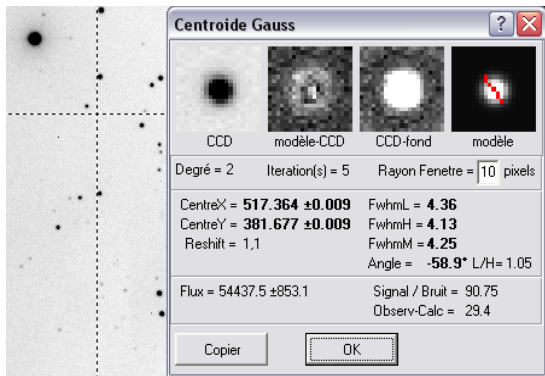 Centroide Gauss
CCD modèle-CCD CCD-fond modèle
Degré = 2 Iteration(s) = 5 Rayon Fenetre = 10 pixels
CentreX = 517.364 ±0.009 FwhmL = 4.36
CentreY = 381.677 ±0.009 FwhmH = 4.13
Reshift = 1,1 FwhmM = 4.25
Angle = -58.9° L/H= 1.05
Flux = 54437.5 ±853.1 Signal / Bruit = 90.75
Observ-Calc = 29.4
Copier OK